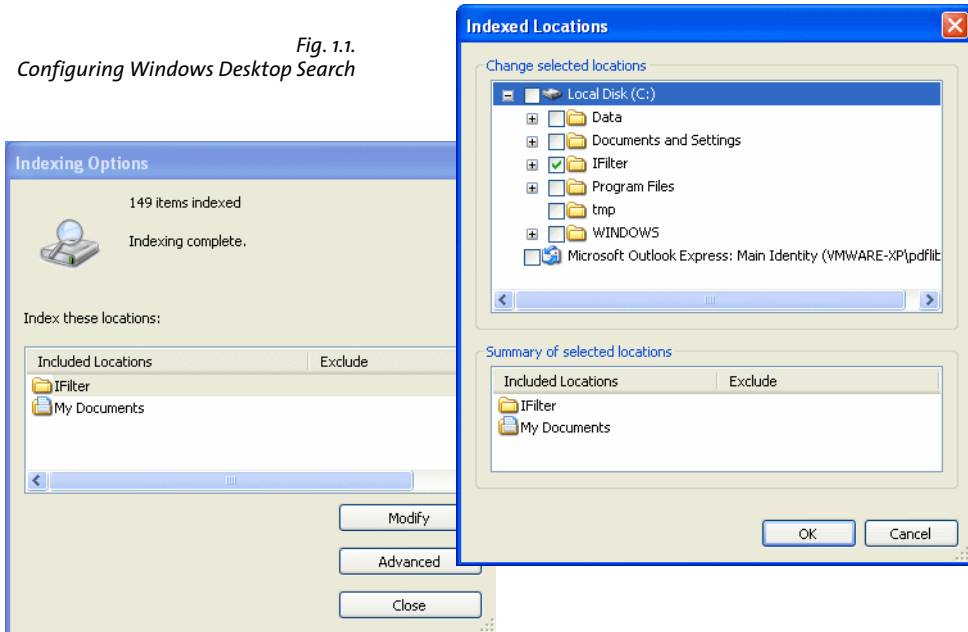 Fig. 1.1.
Configuring Windows Desktop Search
Indexing Options
149 items indexed
Indexing complete.
Index these locations:
Included Locations Exclude
IFilter
My Documents
Modify
Advanced
Close
Indexed Locations
Change selected locations
Local Disk (C:)
Data
Documents and Settings
IFilter
Program Files
tmp
WINDOWS
Microsoft Outlook Express: Main Identity (VMWARE-XP\pdflib
Summary of selected locations
Included Locations Exclude
IFilter
My Documents
OK Cancel